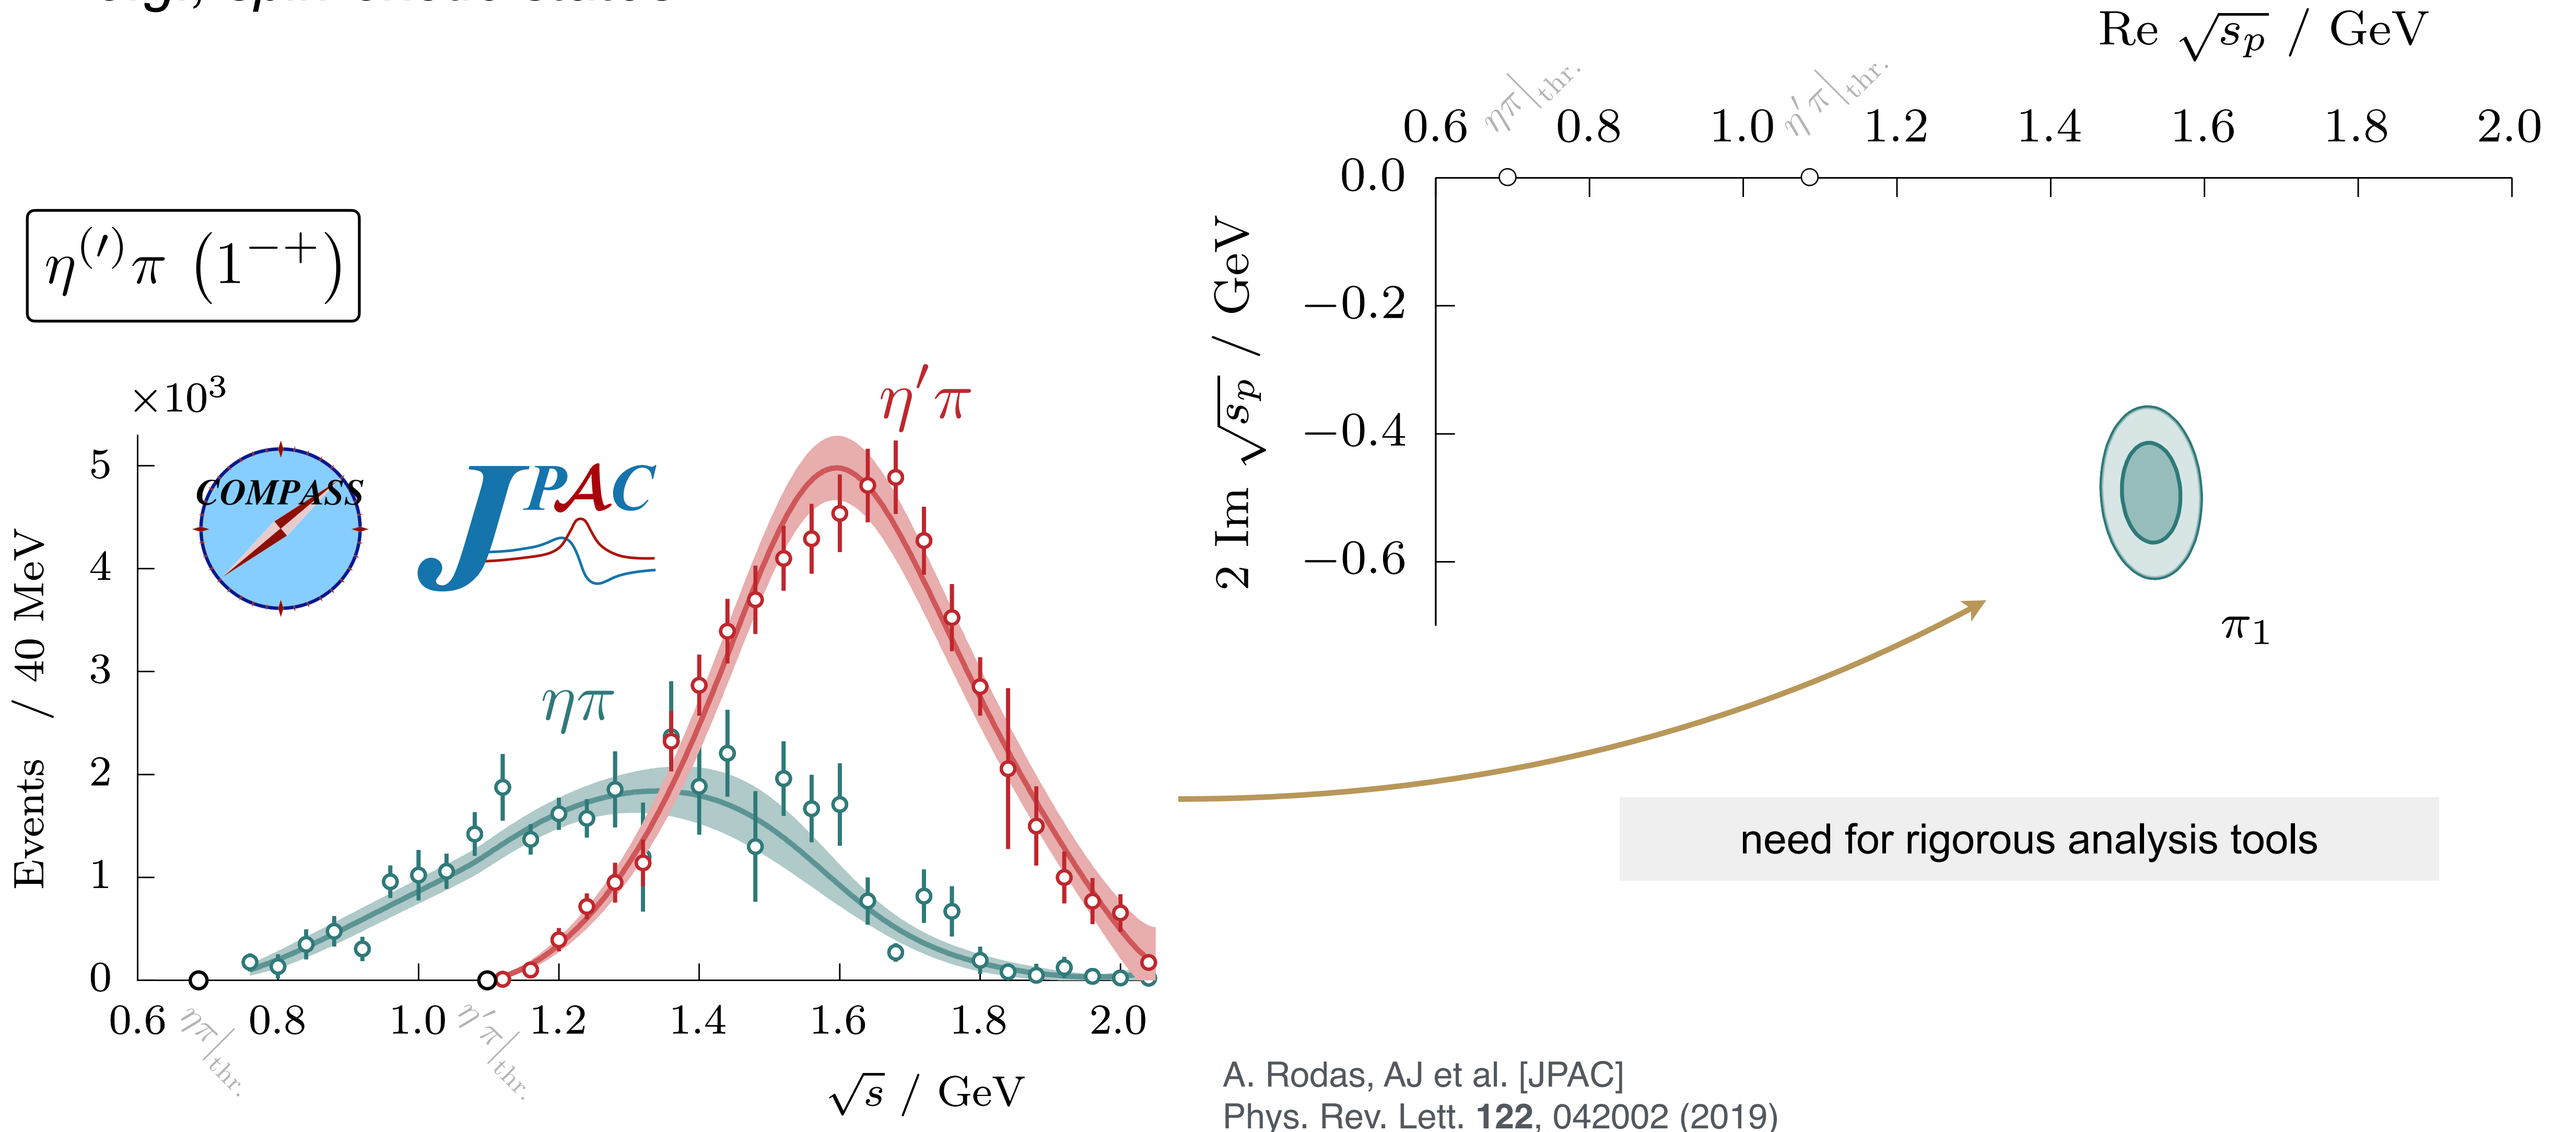 Re √s_p / GeV
ηπ|thr.
η′π|thr.
0.6 0.8 1.0 1.2 1.4 1.6 1.8 2.0
0.0
−0.2
−0.4
−0.6
2 Im √s_p / GeV
π₁
η⁽′⁾π (1⁻⁺)
×10³
5
4
3
2
1
0
Events / 40 MeV
COMPASS
JPAC
η′π
ηπ
0.6 0.8 1.0 1.2 1.4 1.6 1.8 2.0
ηπ|thr.
η′π|thr.
√s / GeV
need for rigorous analysis tools
A. Rodas, AJ et al. [JPAC]
Phys. Rev. Lett. 122, 042002 (2019)